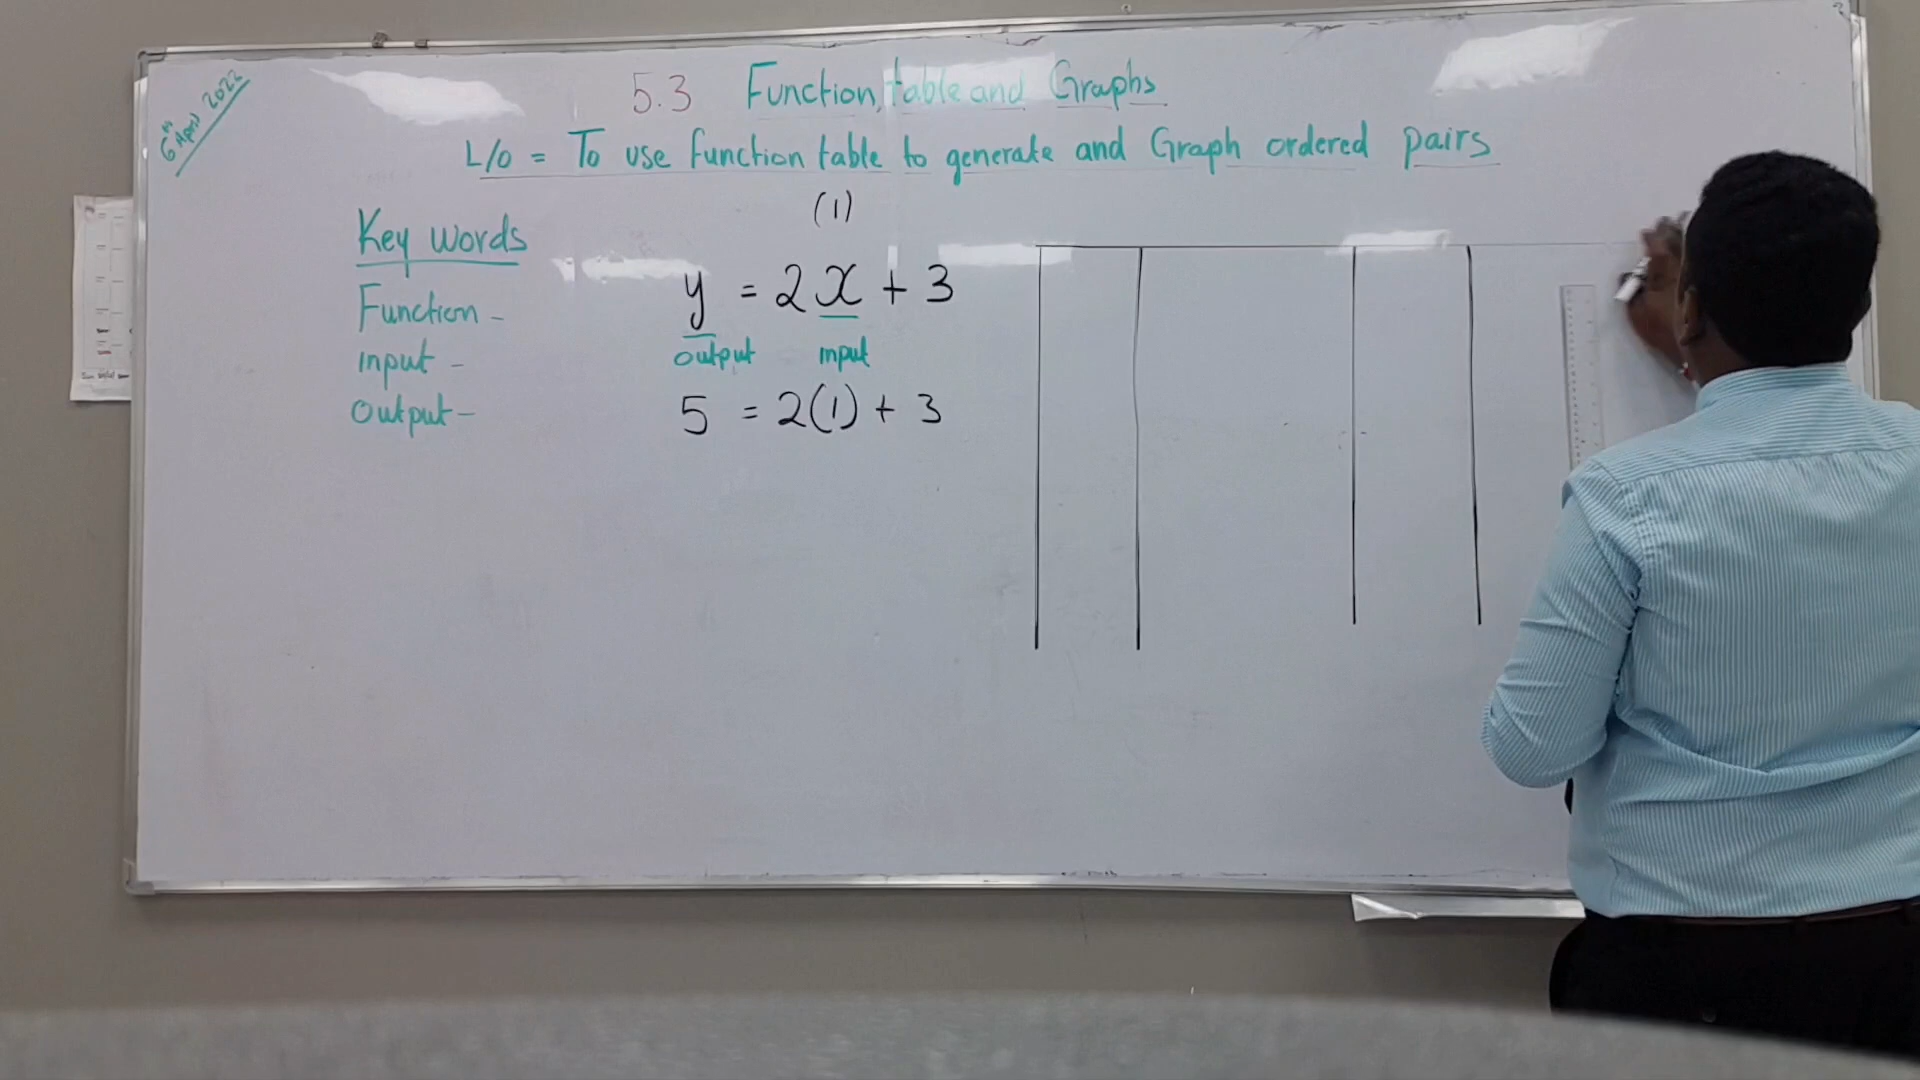 6th April 2022
5.3 Function, table and Graphs
L/O = To use function table to generate and Graph ordered pairs
(1)
Key words
y = 2x + 3
Function -
output input
input -
5 = 2(1) + 3
output -